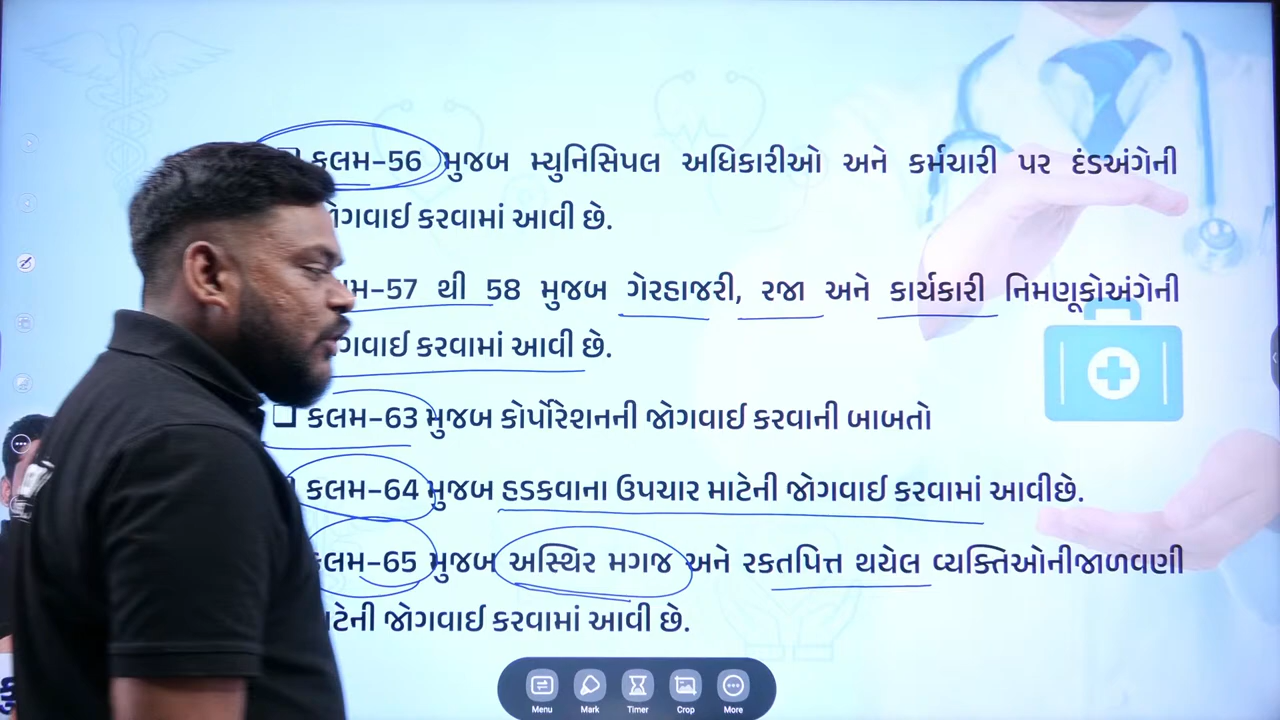 ❑ કલમ-56 મુજબ મ્યુનિસિપલ અધિકારીઓ અને કર્મચારી પર દંડઅંગેની
જોગવાઈ કરવામાં આવી છે.
કલમ-57 થી 58 મુજબ ગેરહાજરી, રજા અને કાર્યકારી નિમણૂકોઅંગેની
જોગવાઈ કરવામાં આવી છે.
❑ કલમ-63 મુજબ કોર્પોરેશનની જોગવાઈ કરવાની બાબતો
કલમ-64 મુજબ હડકવાના ઉપચાર માટેની જોગવાઈ કરવામાં આવીછે.
કલમ-65 મુજબ અસ્થિર મગજ અને રકતપિત્ત થયેલ વ્યક્તિઓનીજાળવણી
માટેની જોગવાઈ કરવામાં આવી છે.
Menu Mark Timer Crop More